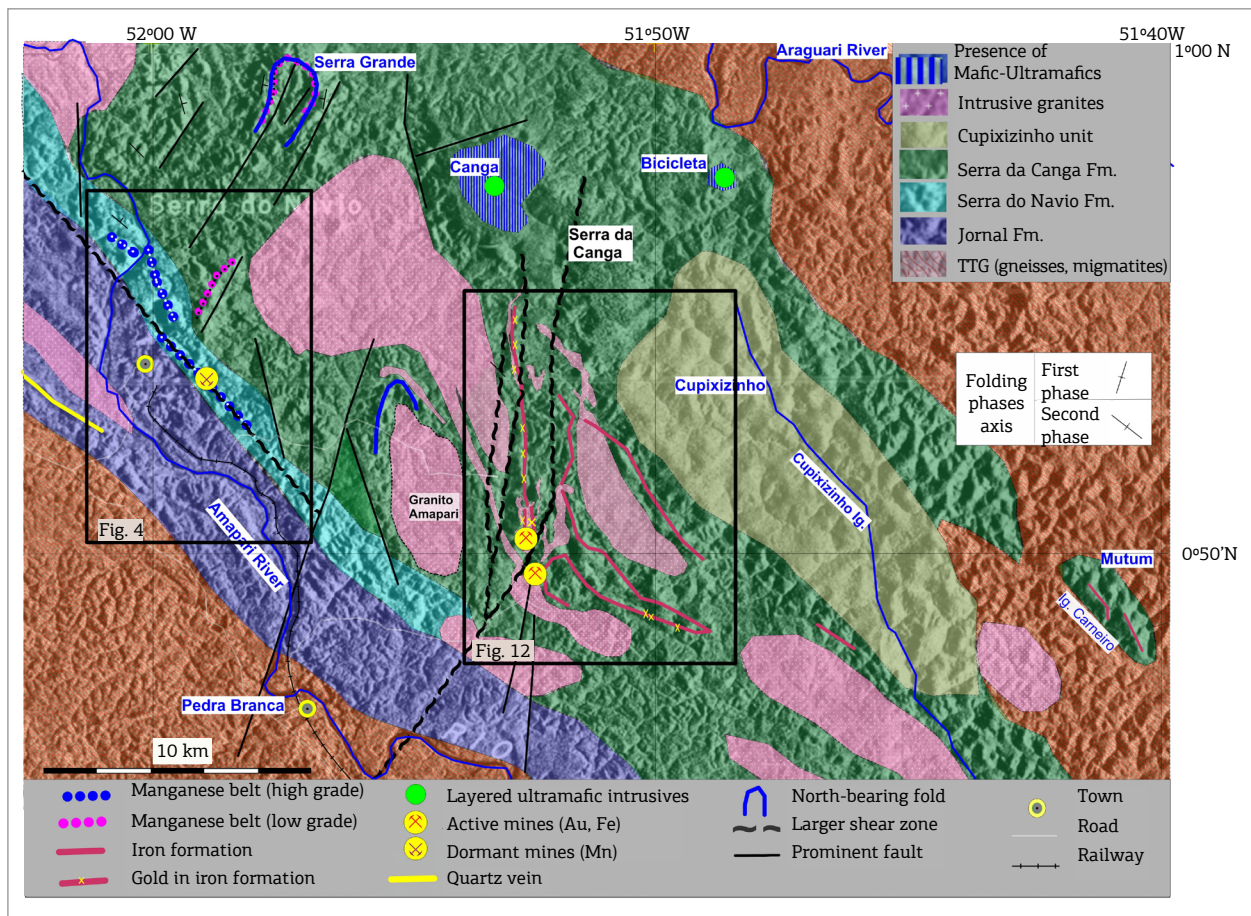 52°00 W
51°50 W
51°40 W
1°00 N
Serra Grande
Araguari River
Presence of
Mafic-Ultramafics
Intrusive granites
Cupixizinho unit
Serra da Canga Fm.
Serra do Navio Fm.
Jornal Fm.
TTG (gneisses, migmatites)
Canga
Bicicleta
Serra do Navio
Serra da
Canga
Folding
phases
axis
First
phase
Second
phase
Cupixizinho
Cupixizinho Ig.
Granito
Amapari
Fig. 4
Amapari River
0°50'N
Mutum
Ig. Carneiro
Fig. 12
Pedra Branca
10 km
Manganese belt (high grade)
Manganese belt (low grade)
Iron formation
Gold in iron formation
Layered ultramafic intrusives
Active mines (Au, Fe)
Dormant mines (Mn)
Quartz vein
North-bearing fold
Larger shear zone
Prominent fault
Town
Road
Railway